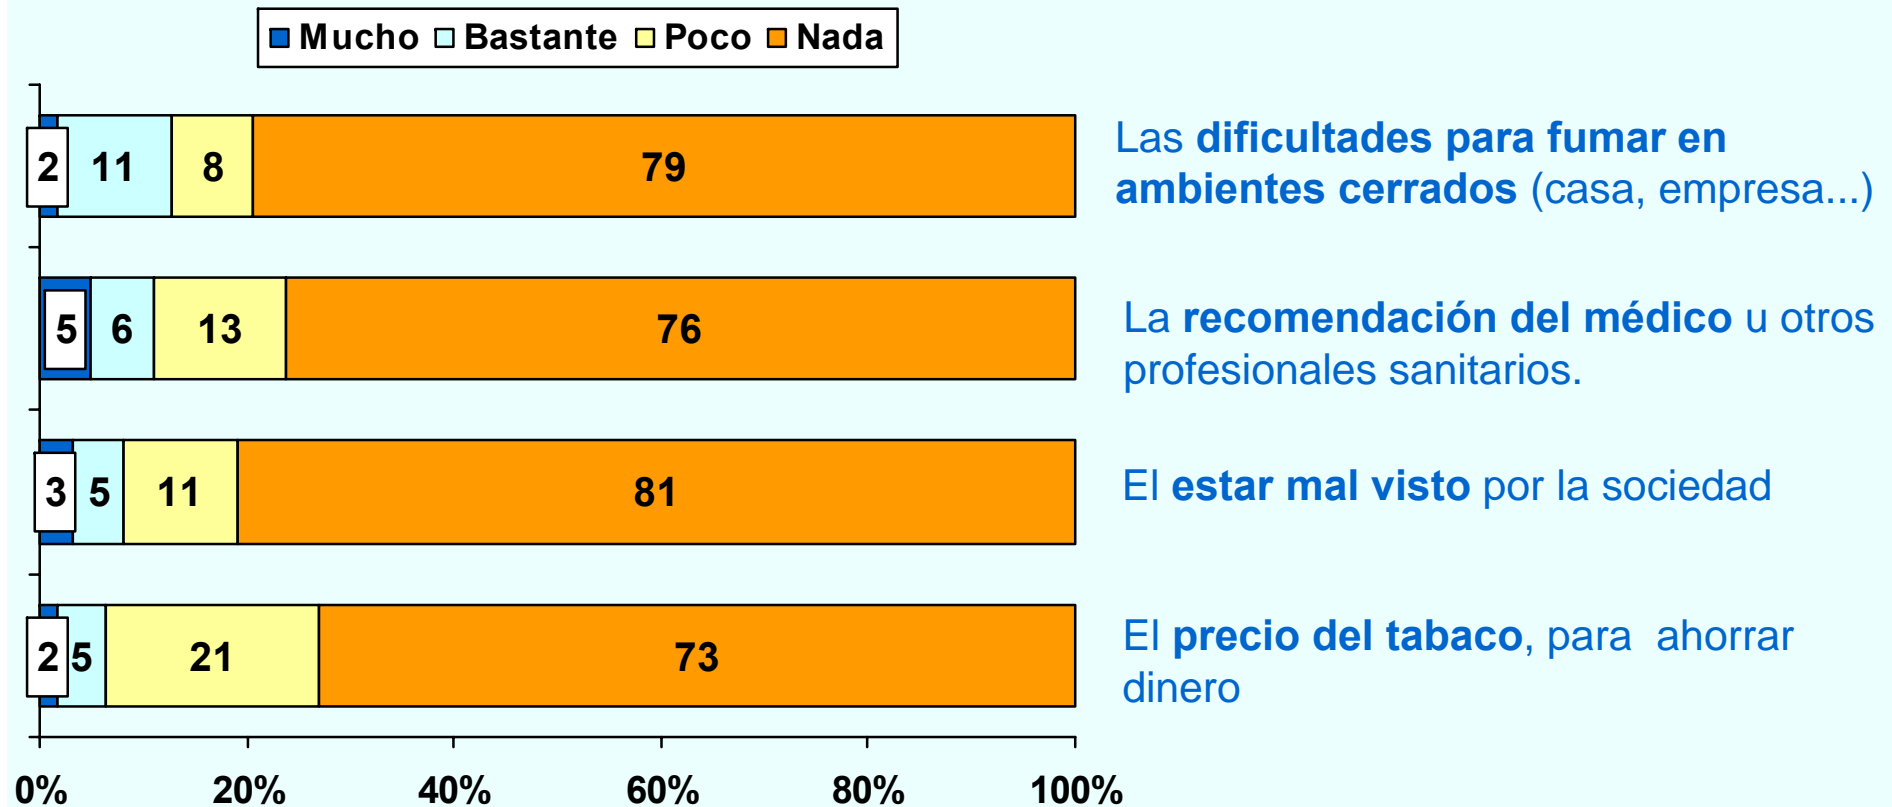 Mucho Bastante Poco Nada
2 11 8 79
Las dificultades para fumar en
ambientes cerrados (casa, empresa...)
5 6 13 76
La recomendación del médico u otros
profesionales sanitarios.
3 5 11 81
El estar mal visto por la sociedad
2 5 21 73
El precio del tabaco, para ahorrar
dinero
0% 20% 40% 60% 80% 100%